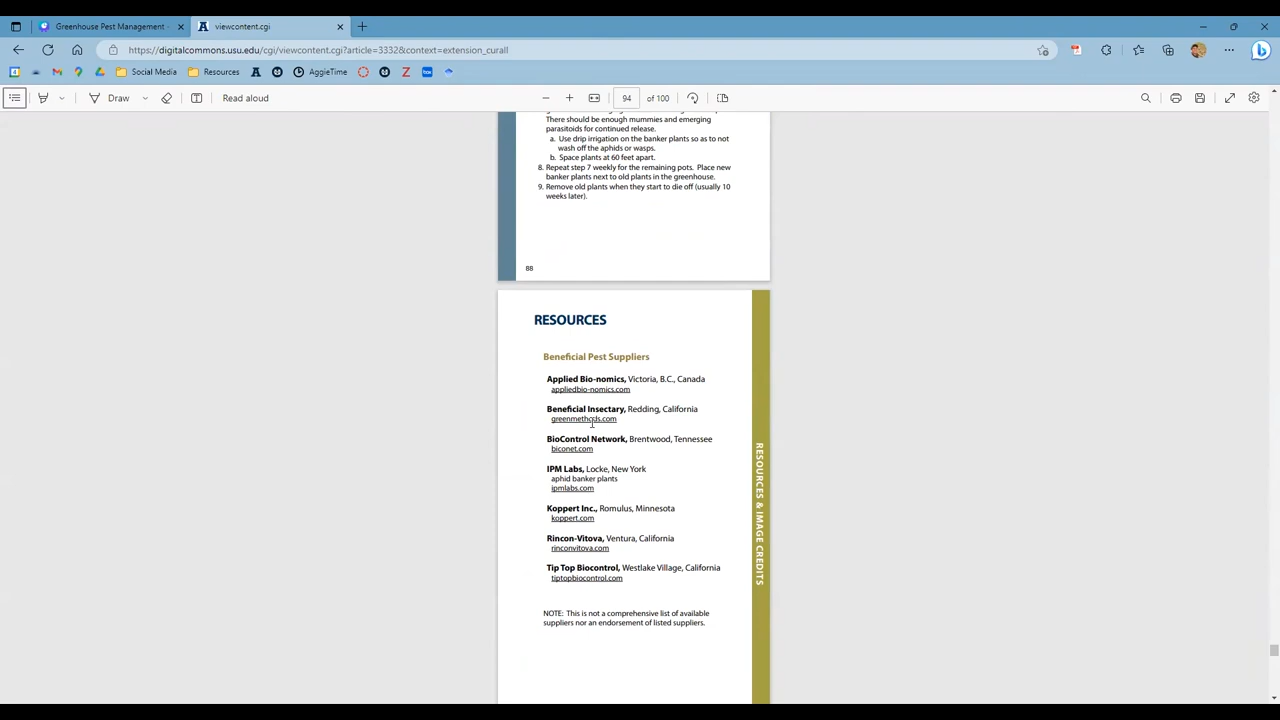 Greenhouse Pest Management -
viewcontent.cgi
https://digitalcommons.usu.edu/cgi/viewcontent.cgi?article=3332&context=extension_curall
Social Media
Resources
AggieTime
Draw
Read aloud
94 of 100
There should be enough mummies and emerging
parasitoids for continued release.
a. Use drip irrigation on the banker plants so as to not
wash off the aphids or wasps.
b. Space plants at 60 feet apart.
8. Repeat step 7 weekly for the remaining pots. Place new
banker plants next to old plants in the greenhouse.
9. Remove old plants when they start to die off (usually 10
weeks later).
88
RESOURCES
Beneficial Pest Suppliers
Applied Bio-nomics, Victoria, B.C., Canada
appliedbio-nomics.com
Beneficial Insectary, Redding, California
greenmethods.com
BioControl Network, Brentwood, Tennessee
biconet.com
IPM Labs, Locke, New York
aphid banker plants
ipmlabs.com
Koppert Inc., Romulus, Minnesota
koppert.com
Rincon-Vitova, Ventura, California
rinconvitova.com
Tip Top Biocontrol, Westlake Village, California
tiptopbiocontrol.com
NOTE: This is not a comprehensive list of available
suppliers nor an endorsement of listed suppliers.
RESOURCES & IMAGE CREDITS